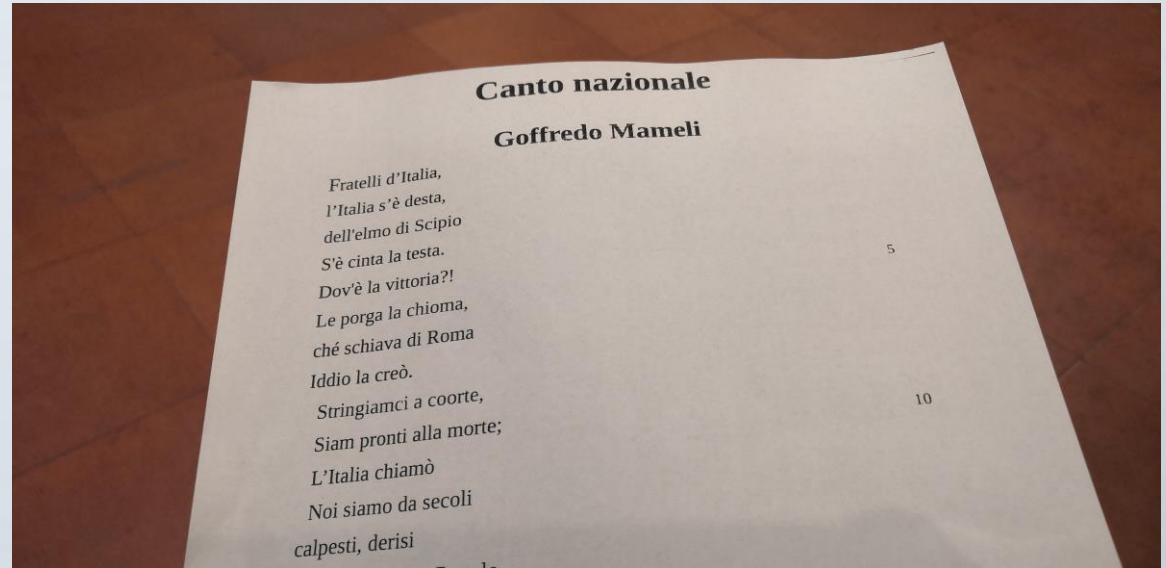 Canto nazionale
Goffredo Mameli
Fratelli d’Italia,
l’Italia s’è desta,
dell'elmo di Scipio
S'è cinta la testa.
Dov'è la vittoria?! 5
Le porga la chioma,
ché schiava di Roma
Iddio la creò.
Stringiamci a coorte,
Siam pronti alla morte; 10
L’Italia chiamò
Noi siamo da secoli
calpesti, derisi